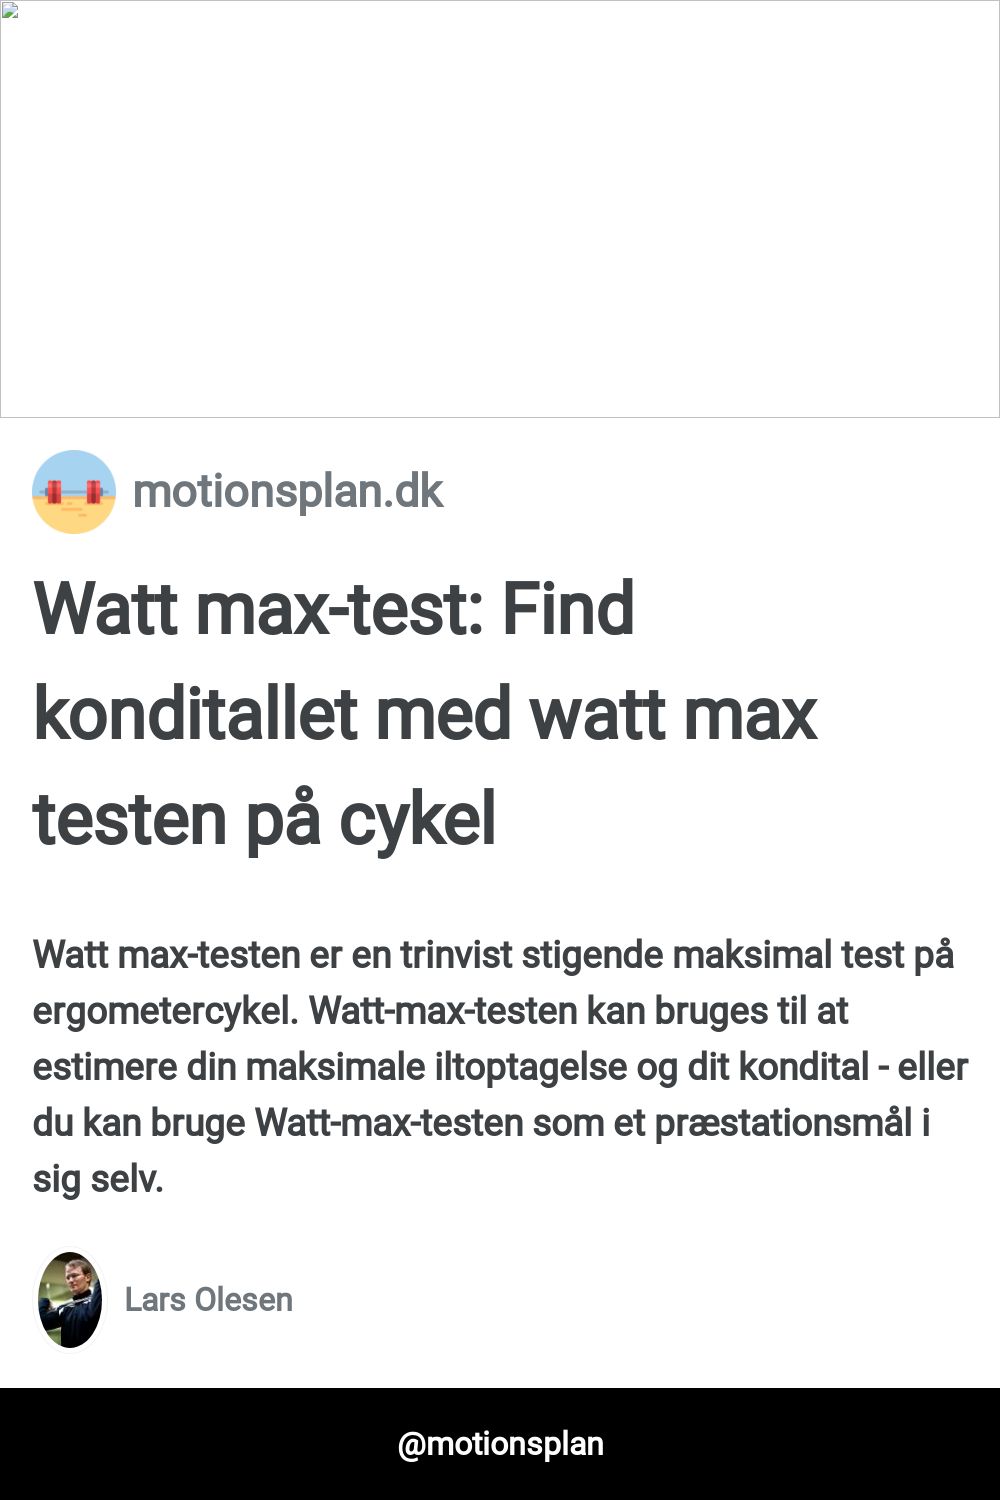 motionsplan.dk
Watt max-test: Find
konditallet med watt max
testen på cykel
Watt max-testen er en trinvist stigende maksimal test på
ergometercykel. Watt-max-testen kan bruges til at
estimere din maksimale iltoptagelse og dit kondital - eller
du kan bruge Watt-max-testen som et præstationsmål i
sig selv.
Lars Olesen
@motionsplan